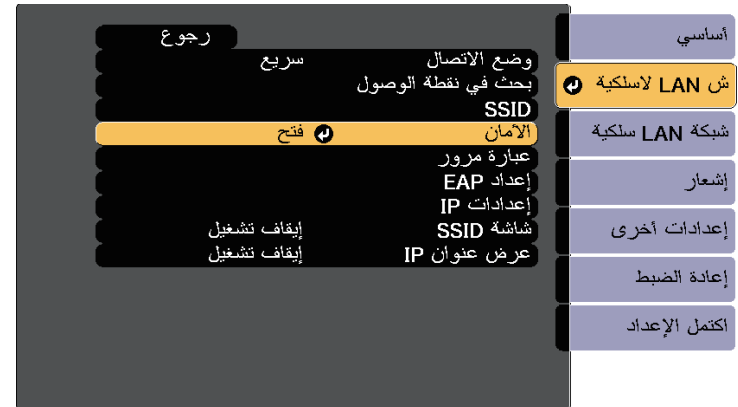 أساسي
ش LAN لاسلكية
شبكة LAN سلكية
إشعار
إعدادات أخرى
إعادة الضبط
اكتمل الإعداد
رجوع
وضع الاتصال سريع
بحث في نقطة الوصول
SSID
الأمان فتح
عبارة مرور
إعداد EAP
إعدادات IP
شاشة SSID إيقاف تشغيل
عرض عنوان IP إيقاف تشغيل